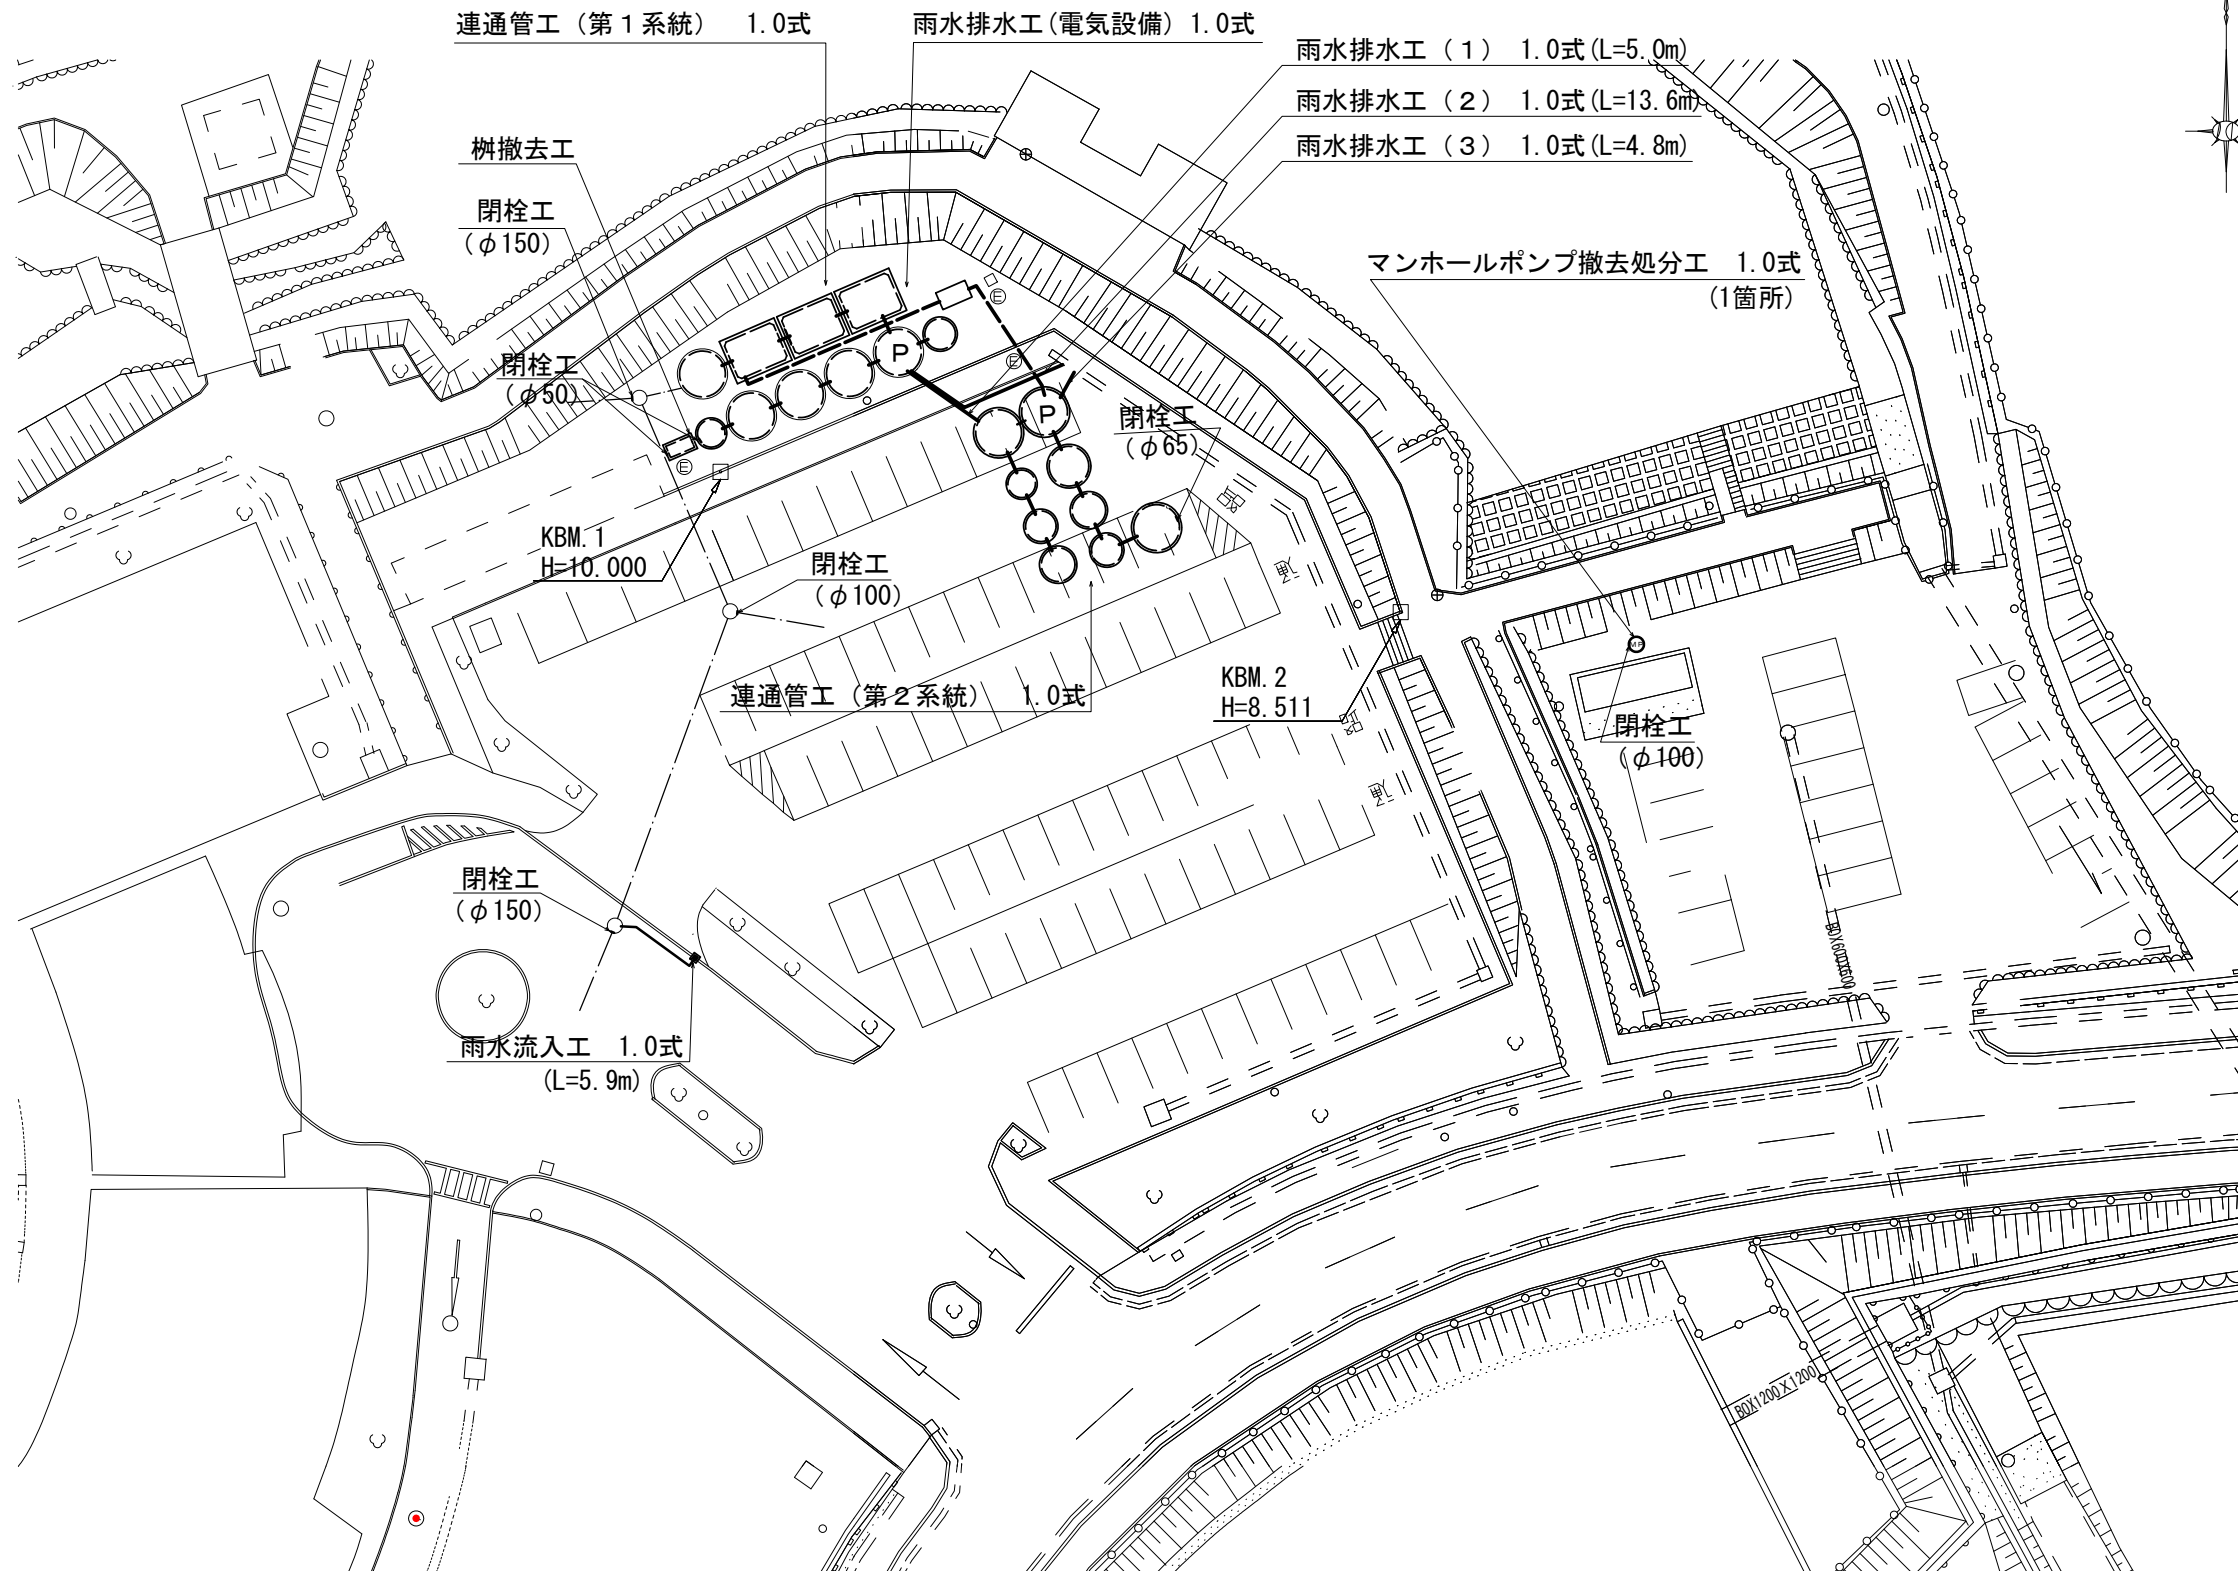 連通管工（第１系統）　1.0式
雨水排水工(電気設備) 1.0式
雨水排水工（１）　1.0式(L=5.0m)
雨水排水工（２）　1.0式(L=13.6m)
雨水排水工（３）　1.0式(L=4.8m)
桝撤去工
閉栓工
（φ150）
マンホールポンプ撤去処分工　1.0式
(1箇所)
E
E
P
閉栓工
（φ50）
P
閉栓工
（φ65）
E
KBM.1
H=10.000
閉栓工
（φ100）
連通管工（第２系統）　1.0式
KBM.2
H=8.511
MP
閉栓工
（φ100）
閉栓工
（φ150）
BOX600X600
雨水流入工　1.0式
(L=5.9m)
BOX1200X1200